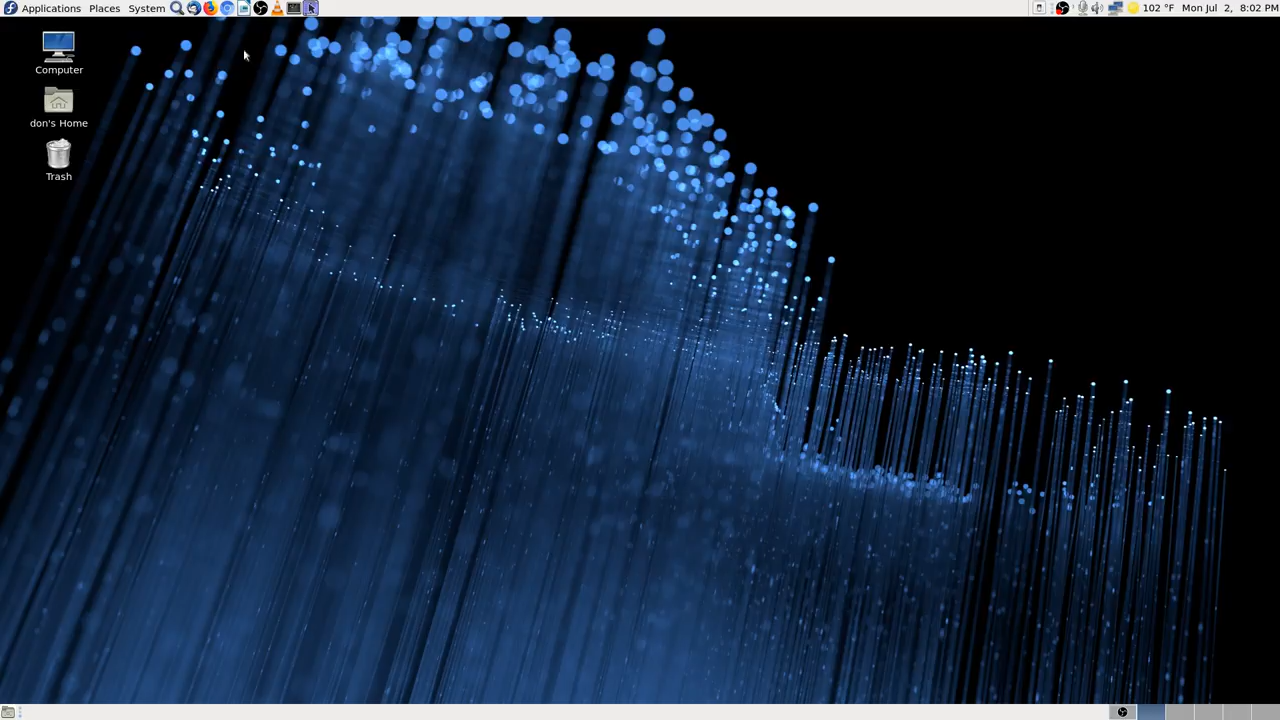 Applications Places System 102 °F Mon Jul 2, 8:02 PM
Computer
don's Home
Trash